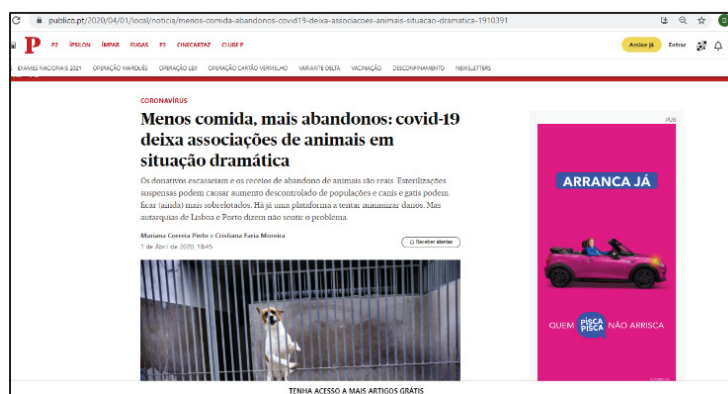 publico.pt/2020/04/01/local/noticia/menos-comida-abandonos-covid19-deixa-associacoes-animais-situacao-dramatica-1910391
P P2 ÍPSILON ÍMPAR FUGAS P3 CINECARTAZ CLUBE P Assine já Entrar
EXAMES NACIONAIS 2021 OPERAÇÃO MARQUÊS OPERAÇÃO LEX OPERAÇÃO CARTÃO VERMELHO VARIANTE DELTA VACINAÇÃO DESCONFINAMENTO NEWSLETTERS
CORONAVÍRUS
Menos comida, mais abandonos: covid-19
deixa associações de animais em
situação dramática
Os donativos escasseiam e os receios de abandono de animais são reais. Esterilizações
suspensas podem causar aumento descontrolado de populações e canis e gatis podem
ficar (ainda) mais sobrelotados. Há já uma plataforma a tentar minimizar danos. Mas
autarquias de Lisboa e Porto dizem não sentir o problema.
Mariana Correia Pinto e Cristiana Faria Moreira
1 de Abril de 2020, 18:45
Receber alertas
PUB
ARRANCA JÁ
QUEM PISCA PISCA NÃO ARRISCA
TENHA ACESSO A MAIS ARTIGOS GRÁTIS